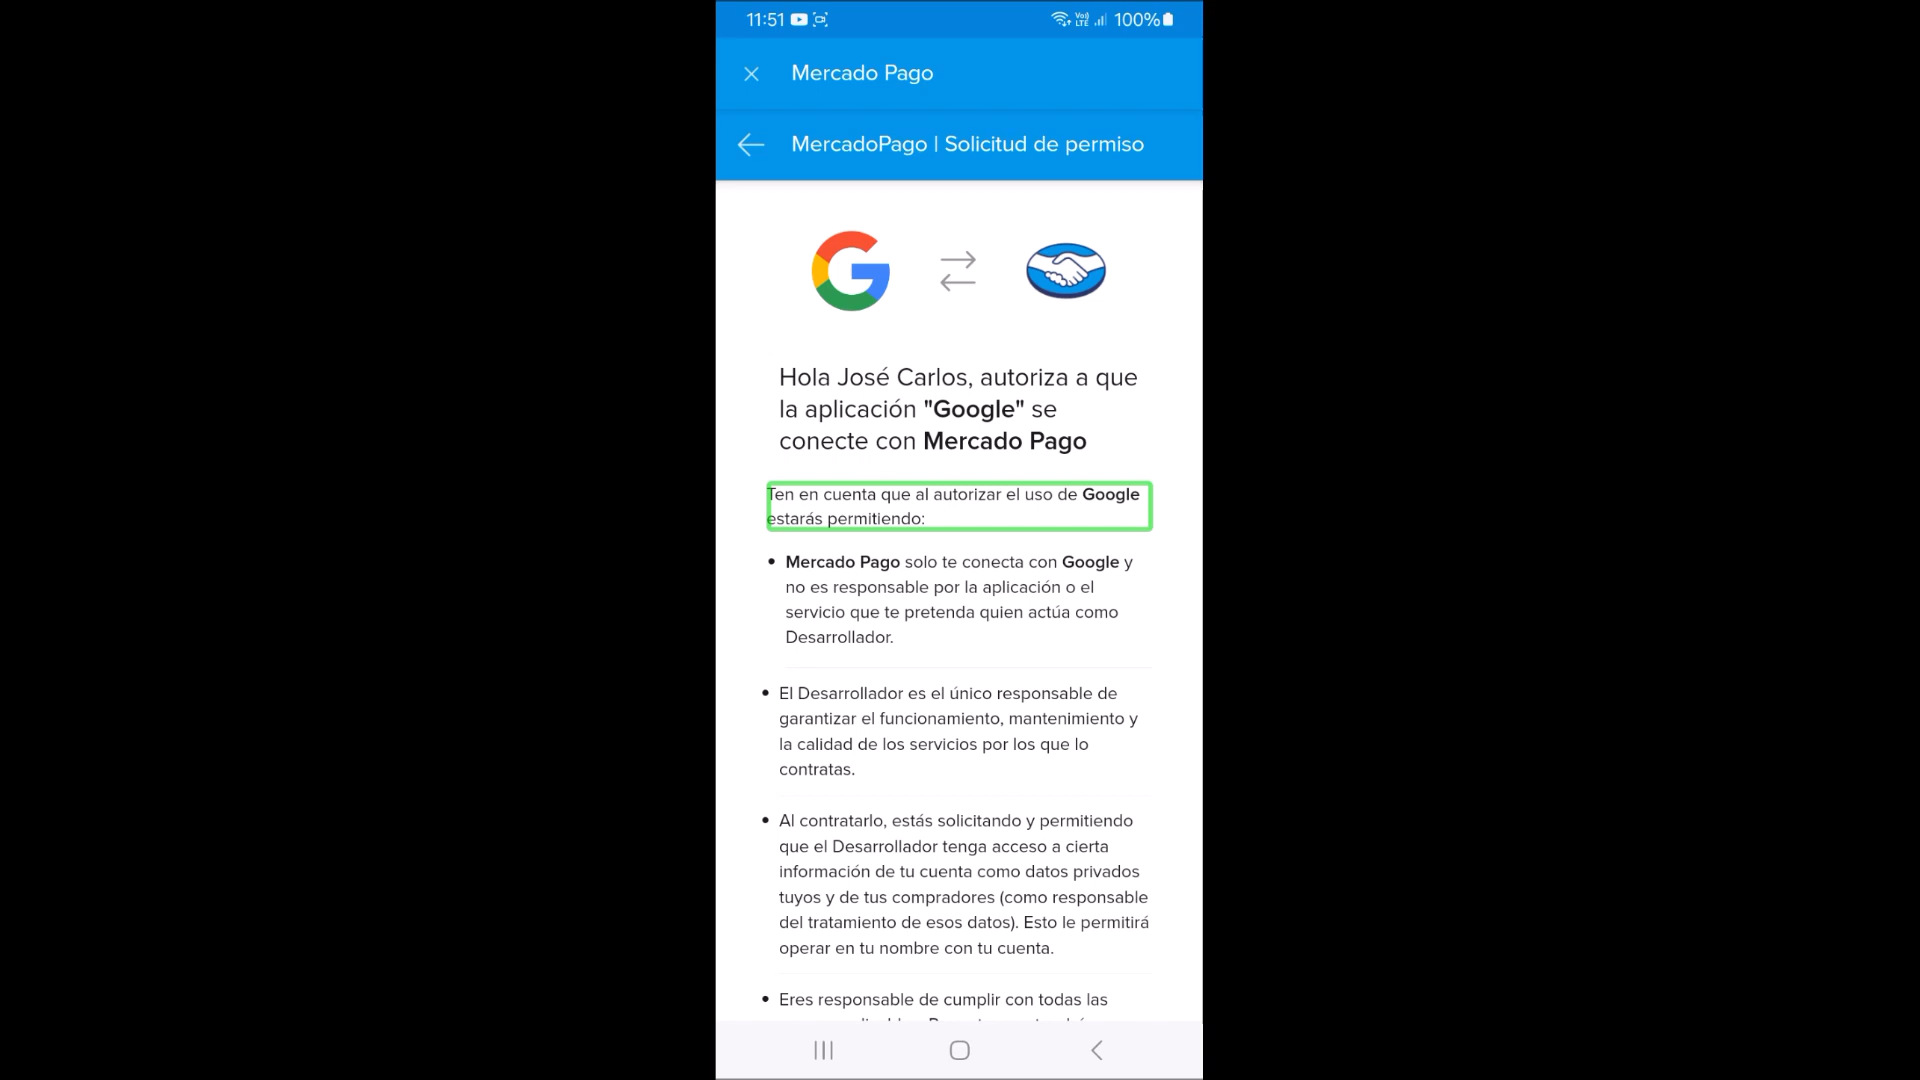 11:51 100%
Mercado Pago
MercadoPago | Solicitud de permiso
Hola José Carlos, autoriza a que
la aplicación "Google" se
conecte con Mercado Pago
Ten en cuenta que al autorizar el uso de Google
estarás permitiendo:
• Mercado Pago solo te conecta con Google y
no es responsable por la aplicación o el
servicio que te pretenda quien actúa como
Desarrollador.
• El Desarrollador es el único responsable de
garantizar el funcionamiento, mantenimiento y
la calidad de los servicios por los que lo
contratas.
• Al contratarlo, estás solicitando y permitiendo
que el Desarrollador tenga acceso a cierta
información de tu cuenta como datos privados
tuyos y de tus compradores (como responsable
del tratamiento de esos datos). Esto le permitirá
operar en tu nombre con tu cuenta.
• Eres responsable de cumplir con todas las